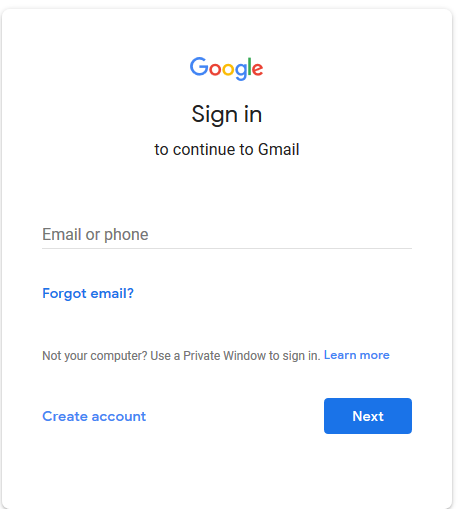 Google
Sign in
to continue to Gmail
Email or phone
Forgot email?
Not your computer? Use a Private Window to sign in. Learn more
Create account
Next